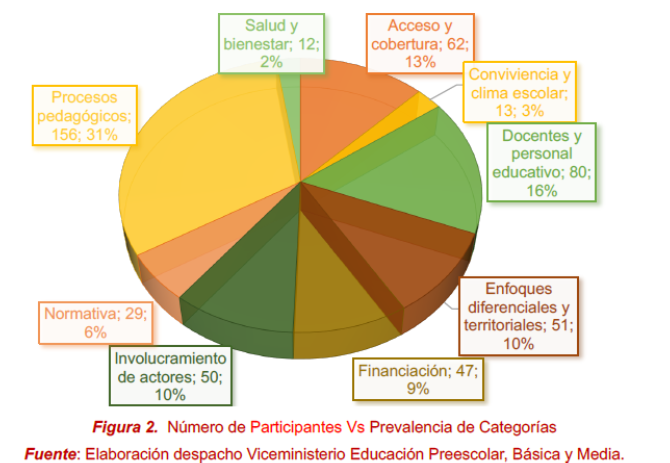 Salud y
bienestar; 12;
2%
Acceso y
cobertura; 62;
13%
Conviviencia y
clima escolar;
13; 3%
Docentes y
personal
educativo; 80;
16%
Enfoques
diferenciales y
territoriales; 51;
10%
Financiación; 47;
9%
Involucramiento
de actores; 50;
10%
Normativa; 29;
6%
Procesos
pedagógicos;
156; 31%
Figura 2. Número de Participantes Vs Prevalencia de Categorías
Fuente: Elaboración despacho Viceministerio Educación Preescolar, Básica y Media.